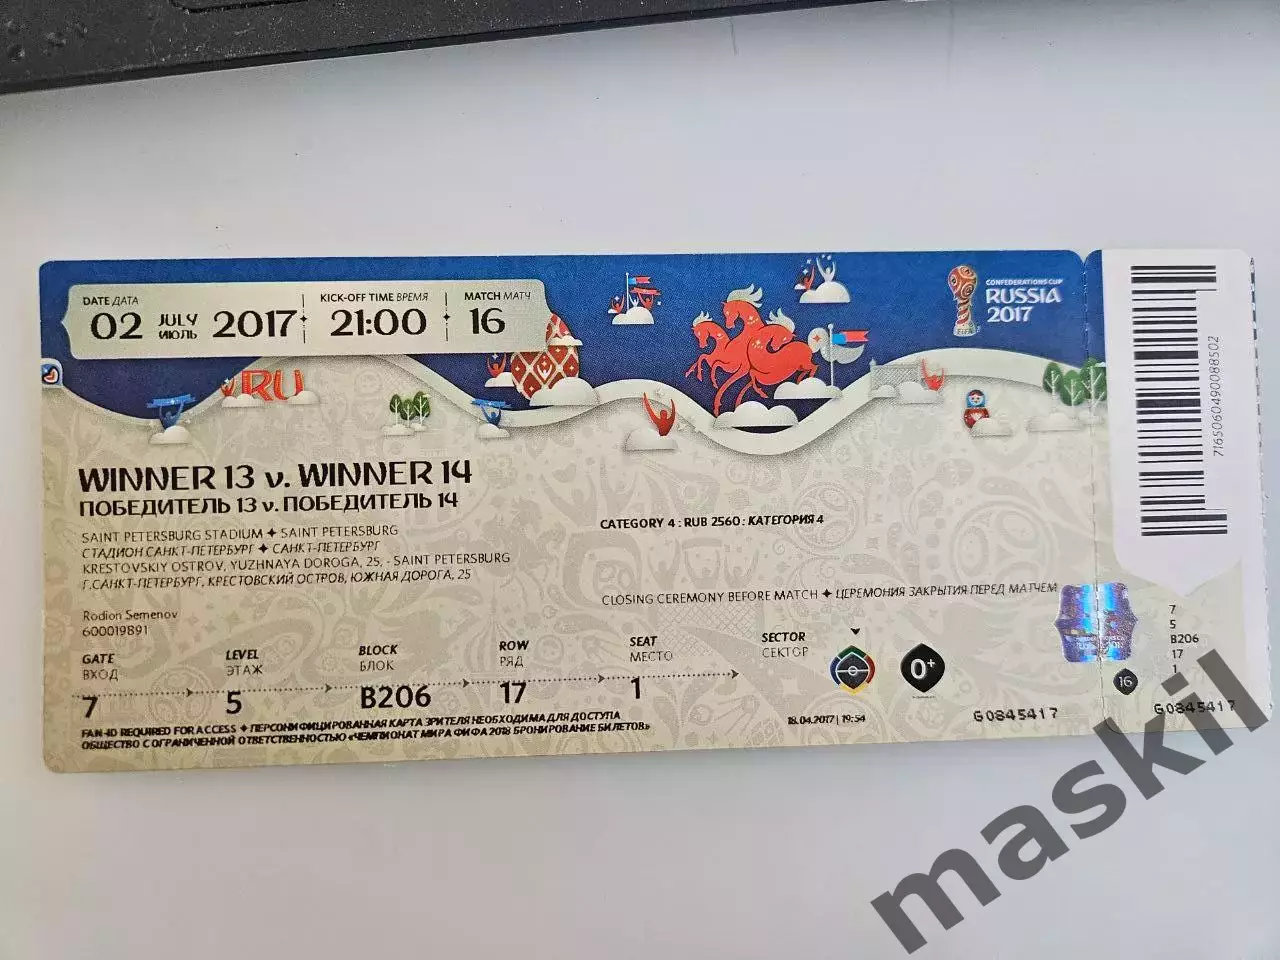 DATE ДАТА
02 JULY ИЮЛЬ 2017
KICK-OFF TIME ВРЕМЯ
21:00
MATCH МАТЧ
16
CONFEDERATIONS CUP
RUSSIA
2017
FIFA
WINNER 13 v. WINNER 14
ПОБЕДИТЕЛЬ 13 v. ПОБЕДИТЕЛЬ 14
SAINT PETERSBURG STADIUM ✦ SAINT PETERSBURG
СТАДИОН САНКТ-ПЕТЕРБУРГ ✦ САНКТ-ПЕТЕРБУРГ
KRESTOVSKIY OSTROV, YUZHNAYA DOROGA, 25, - SAINT PETERSBURG
Г.САНКТ-ПЕТЕРБУРГ, КРЕСТОВСКИЙ ОСТРОВ, ЮЖНАЯ ДОРОГА, 25
CATEGORY 4 : RUB 2560 : КАТЕГОРИЯ 4
CLOSING CEREMONY BEFORE MATCH ✦ ЦЕРЕМОНИЯ ЗАКРЫТИЯ ПЕРЕД МАТЧЕМ
Rodion Semenov
600019891
GATE
ВХОД
7
LEVEL
ЭТАЖ
5
BLOCK
БЛОК
B206
ROW
РЯД
17
SEAT
МЕСТО
1
SECTOR
СЕКТОР
0+
FAN-ID REQUIRED FOR ACCESS ✦ ПЕРСОНИФИЦИРОВАННАЯ КАРТА ЗРИТЕЛЯ НЕОБХОДИМА ДЛЯ ДОСТУПА
ОБЩЕСТВО С ОГРАНИЧЕННОЙ ОТВЕТСТВЕННОСТЬЮ «ЧЕМПИОНАТ МИРА ФИФА 2018 БРОНИРОВАНИЕ БИЛЕТОВ»
18.04.2017 | 19:54
G0845417
7165060490088502
7
5
B206
17
1
16
G0845417
maskil